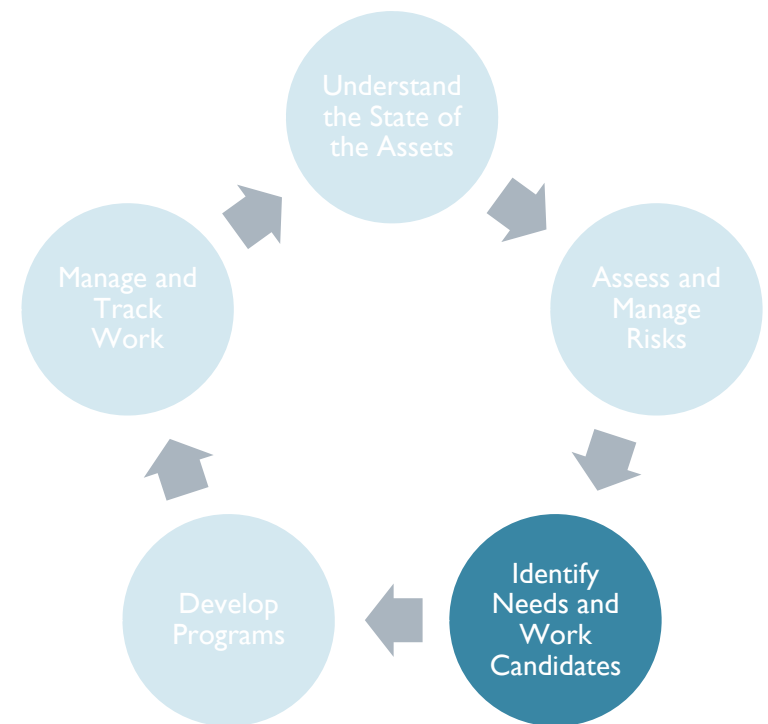 Understand
the State of
the Assets
Assess and
Manage
Risks
Identify
Needs and
Work
Candidates
Develop
Programs
Manage and
Track
Work